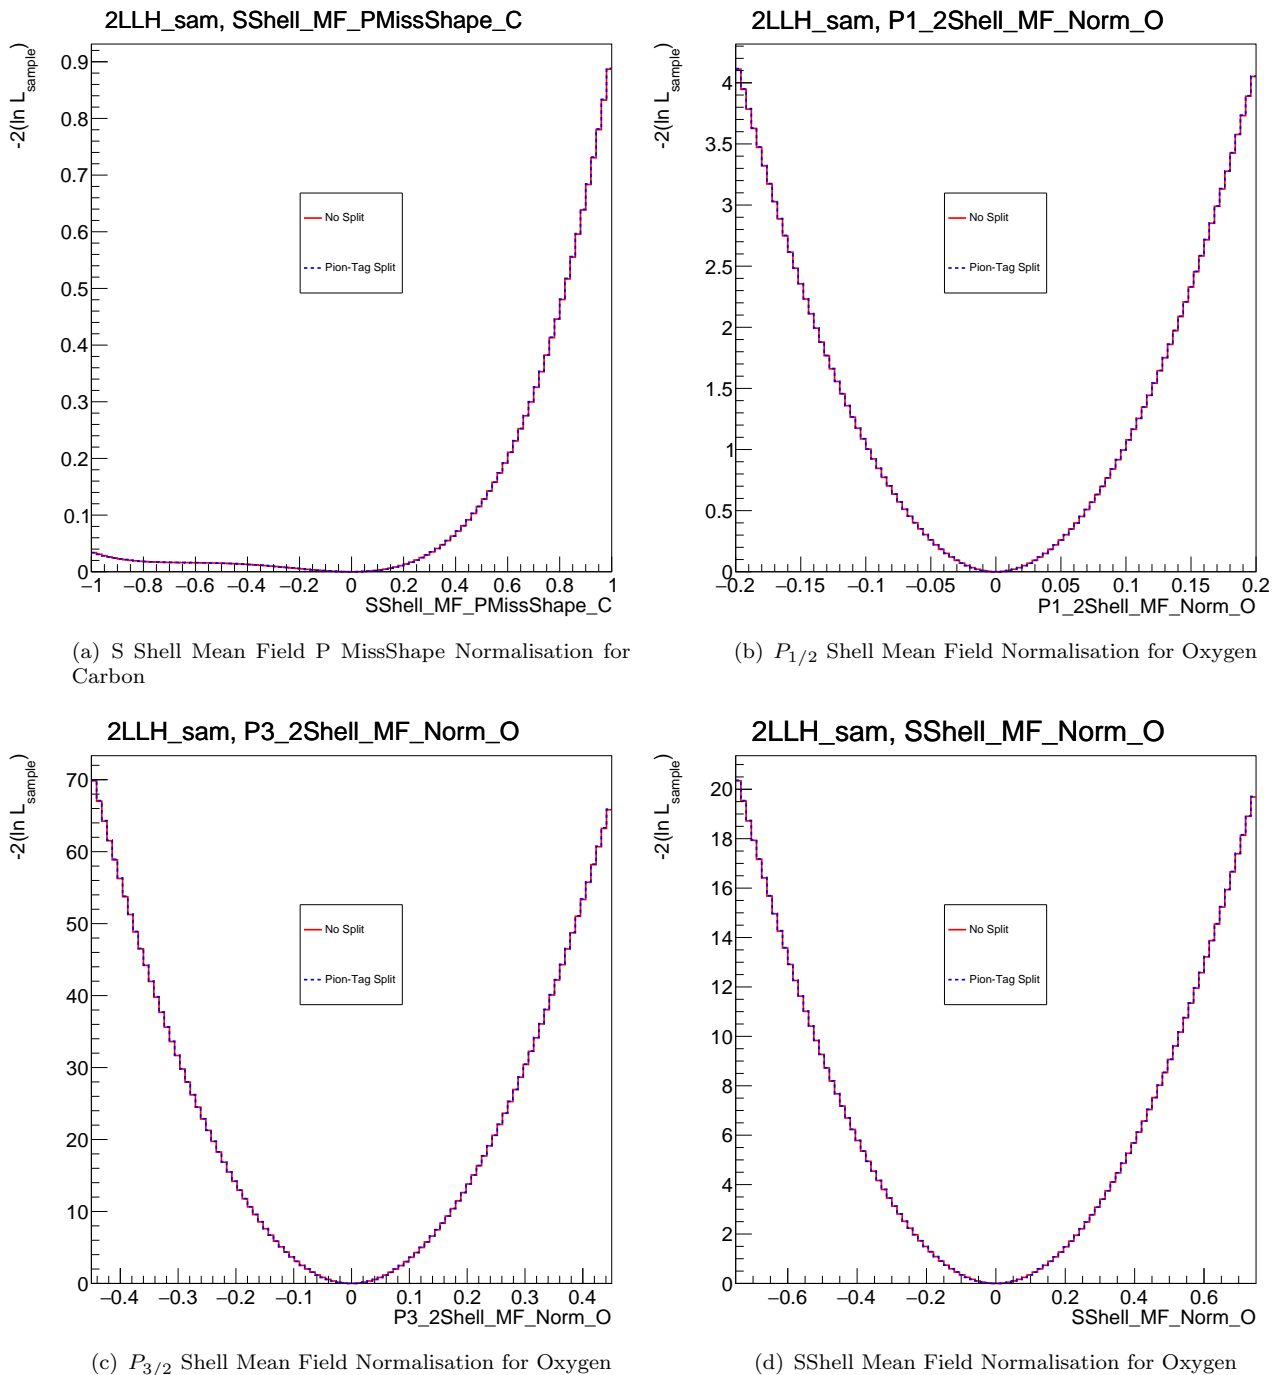 2LLH_sam, SShell_MF_PMissShape_C
-2(ln L_sample)
0.9
0.8
0.7
0.6
0.5
0.4
0.3
0.2
0.1
0
No Split
Pion-Tag Split
−1 −0.8 −0.6 −0.4 −0.2 0 0.2 0.4 0.6 0.8 1
SShell_MF_PMissShape_C
(a) S Shell Mean Field P MissShape Normalisation for
Carbon
2LLH_sam, P1_2Shell_MF_Norm_O
-2(ln L_sample)
4
3.5
3
2.5
2
1.5
1
0.5
0
No Split
Pion-Tag Split
−0.2 −0.15 −0.1 −0.05 0 0.05 0.1 0.15 0.2
P1_2Shell_MF_Norm_O
(b) P_{1/2} Shell Mean Field Normalisation for Oxygen
2LLH_sam, P3_2Shell_MF_Norm_O
-2(ln L_sample)
70
60
50
40
30
20
10
0
No Split
Pion-Tag Split
−0.4 −0.3 −0.2 −0.1 0 0.1 0.2 0.3 0.4
P3_2Shell_MF_Norm_O
(c) P_{3/2} Shell Mean Field Normalisation for Oxygen
2LLH_sam, SShell_MF_Norm_O
-2(ln L_sample)
20
18
16
14
12
10
8
6
4
2
0
No Split
Pion-Tag Split
−0.6 −0.4 −0.2 0 0.2 0.4 0.6
SShell_MF_Norm_O
(d) SShell Mean Field Normalisation for Oxygen